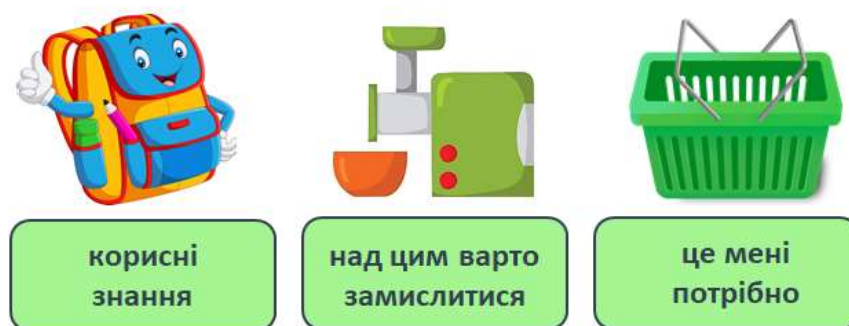 корисні
знання
над цим варто
замислитися
це мені
потрібно